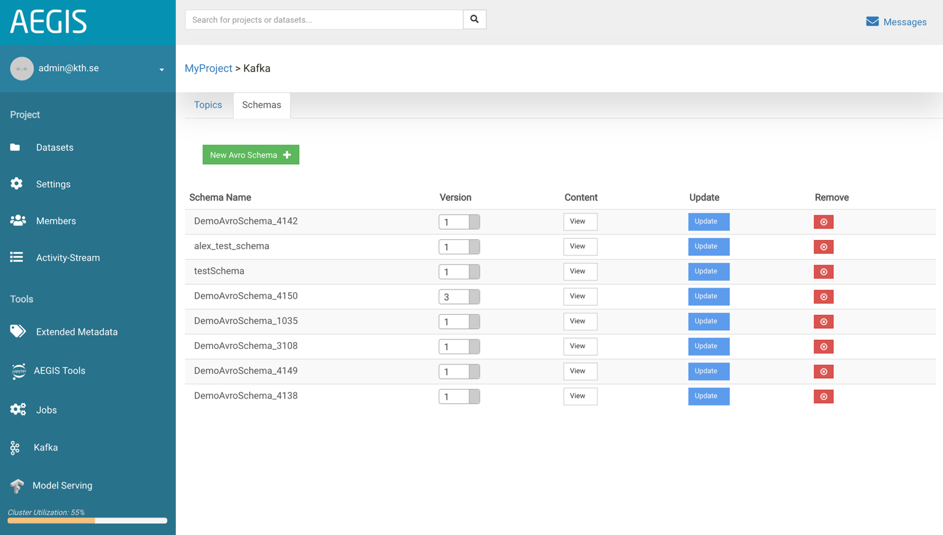 AEGIS
Search for projects or datasets...
Messages
admin@kth.se
MyProject > Kafka
Topics
Schemas
Project
Datasets
Settings
Members
Activity-Stream
Tools
Extended Metadata
AEGIS Tools
Jobs
Kafka
Model Serving
Cluster Utilization: 55%
New Avro Schema
Schema Name Version Content Update Remove
DemoAvroSchema_4142 1 View Update
alex_test_schema 1 View Update
testSchema 1 View Update
DemoAvroSchema_4150 3 View Update
DemoAvroSchema_1035 1 View Update
DemoAvroSchema_3108 1 View Update
DemoAvroSchema_4149 1 View Update
DemoAvroSchema_4138 1 View Update